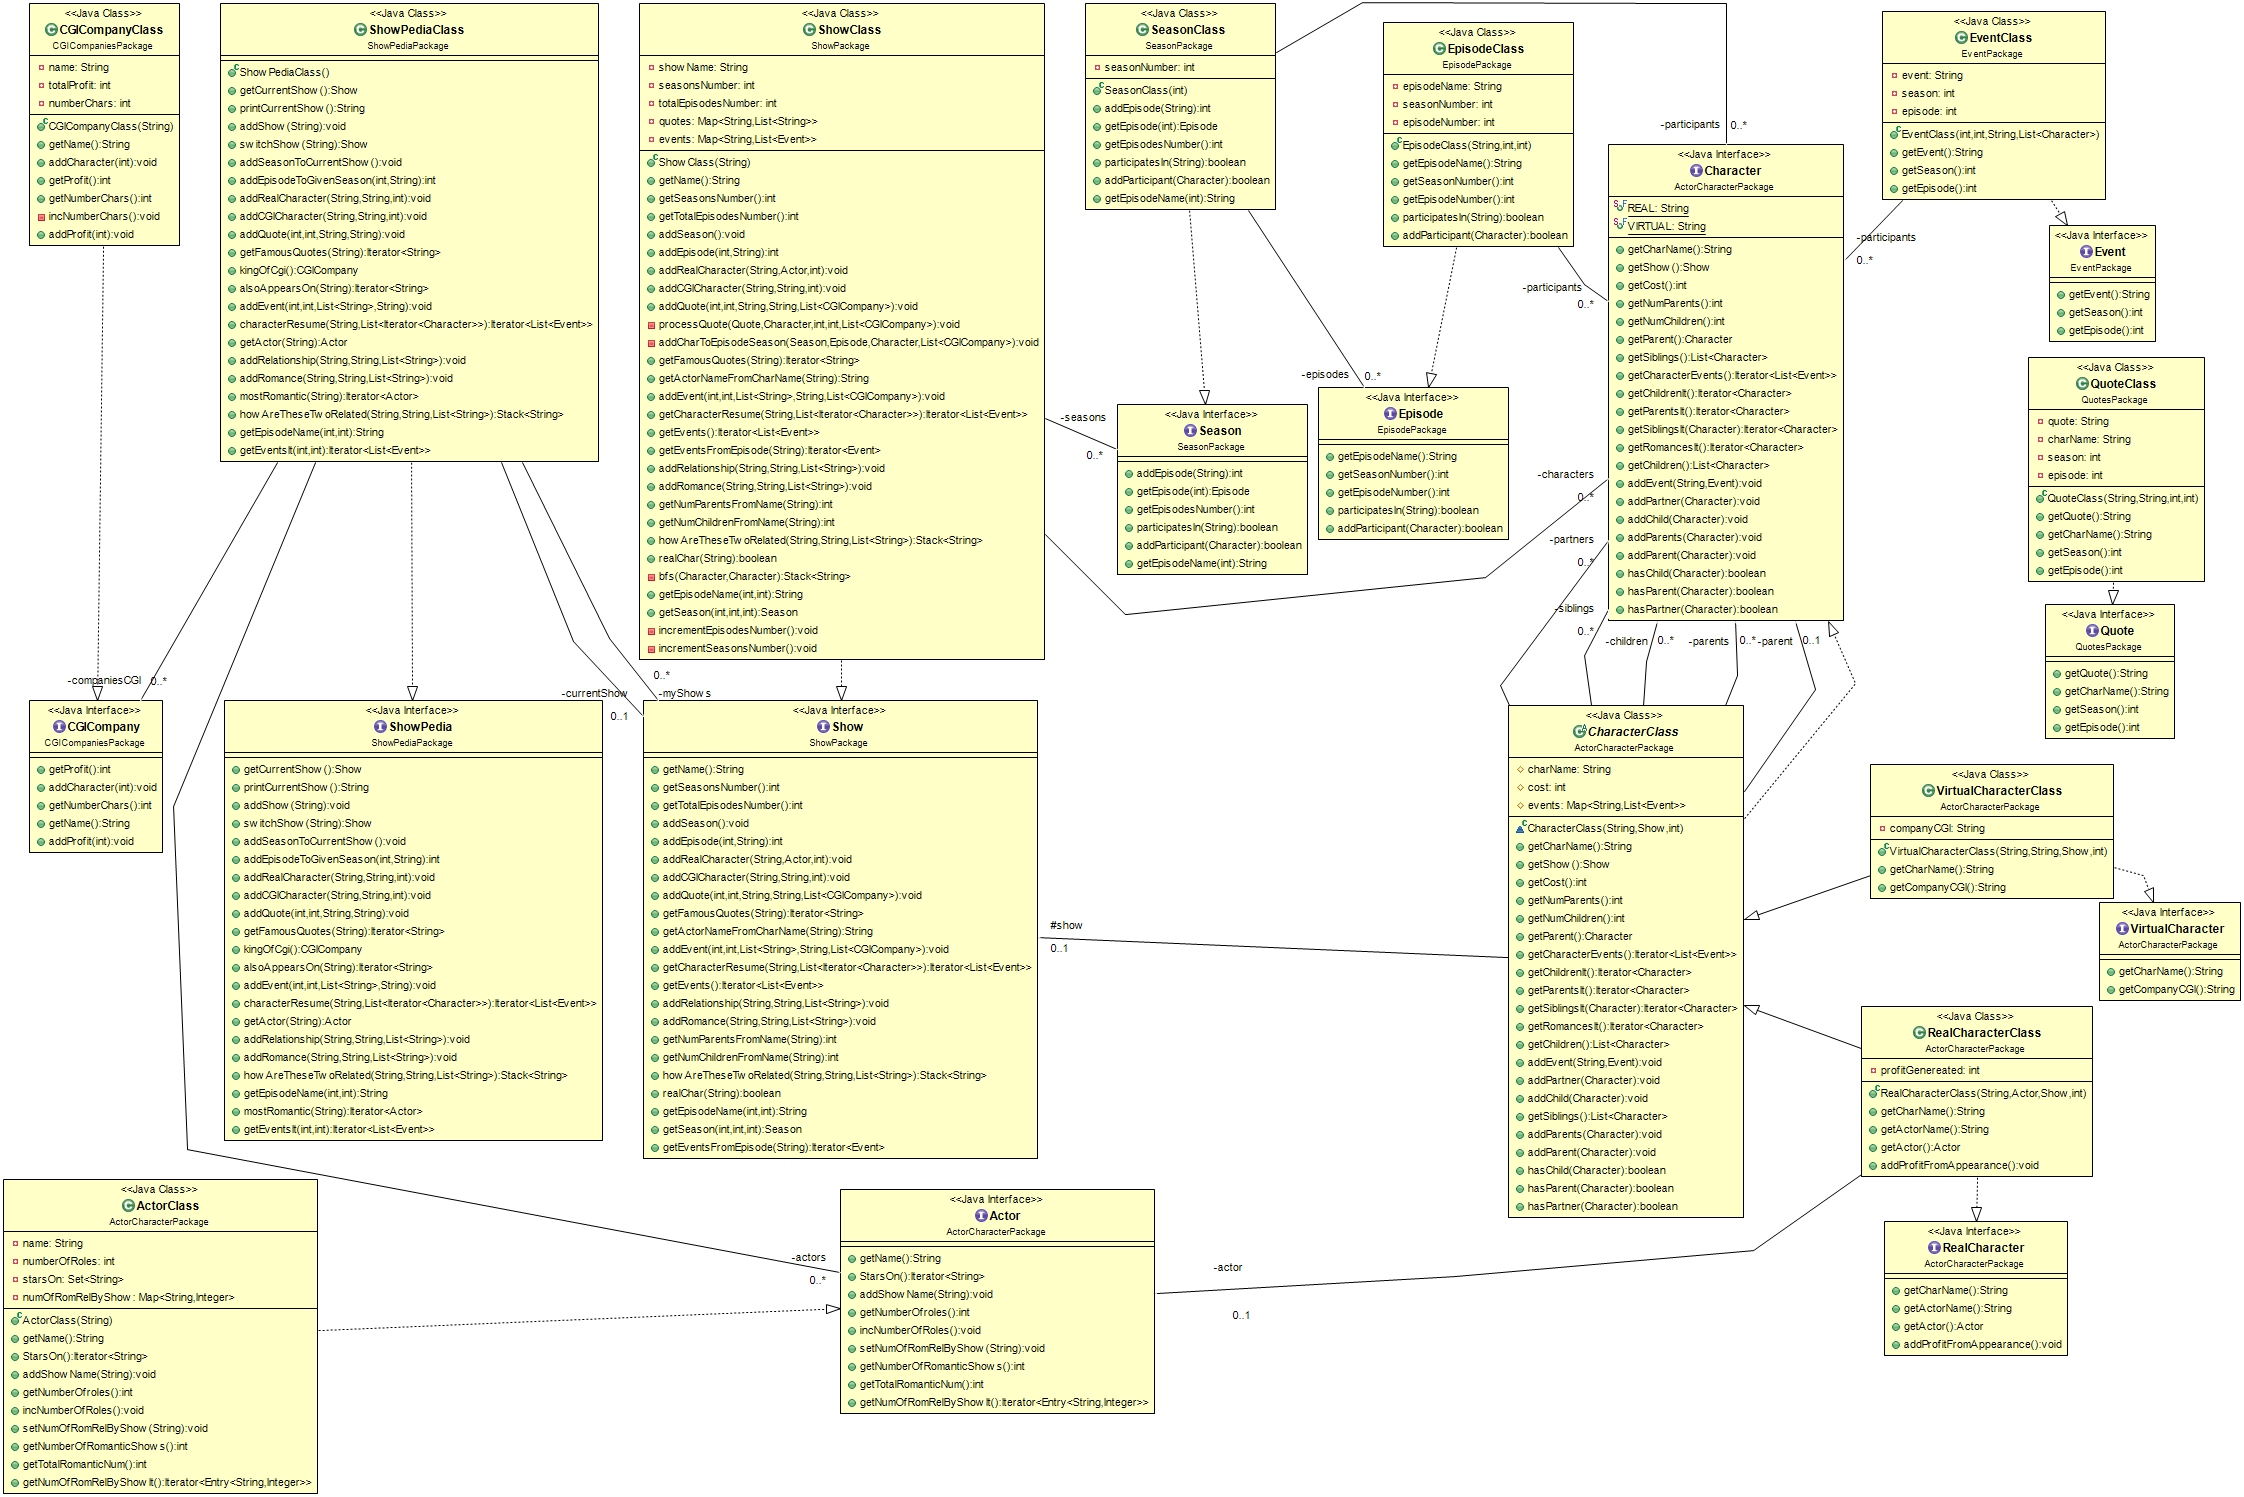 <<Java Class>>
CGICompanyClass
CGICompaniesPackage
name: String
totalProfit: int
numberChars: int
CGICompanyClass(String)
getName():String
addCharacter(int):void
getProfit():int
getNumberChars():int
incNumberChars():void
addProfit(int):void
<<Java Class>>
ShowPediaClass
ShowPediaPackage
ShowPediaClass()
getCurrentShow():Show
printCurrentShow():String
addShow(String):void
switchShow(String):Show
addSeasonToCurrentShow():void
addEpisodeToGivenSeason(int,String):int
addRealCharacter(String,String,int):void
addCGICharacter(String,String,int):void
addQuote(int,int,String,String):void
getFamousQuotes(String):Iterator<String>
kingOfCgi():CGICompany
alsoAppearsOn(String):Iterator<String>
addEvent(int,int,List<String>,String):void
characterResume(String,List<Iterator<Character>>):Iterator<List<Event>>
getActor(String):Actor
addRelationship(String,String,List<String>):void
addRomance(String,String,List<String>):void
mostRomantic(String):Iterator<Actor>
howAreTheseTwoRelated(String,String,List<String>):Stack<String>
getEpisodeName(int,int):String
getEventsIt(int,int):Iterator<List<Event>>
<<Java Class>>
ShowClass
ShowPackage
showName: String
seasonsNumber: int
totalEpisodesNumber: int
quotes: Map<String,List<String>>
events: Map<String,List<Event>>
ShowClass(String)
getName():String
getSeasonsNumber():int
getTotalEpisodesNumber():int
addSeason():void
addEpisode(int,String):int
addRealCharacter(String,Actor,int):void
addCGICharacter(String,String,int):void
addQuote(int,int,String,String,List<CGICompany>):void
processQuote(Quote,Character,int,int,List<CGICompany>):void
addCharToEpisodeSeason(Season,Episode,Character,List<CGICompany>):void
getFamousQuotes(String):Iterator<String>
getActorNameFromCharName(String):String
addEvent(int,int,List<String>,String,List<CGICompany>):void
getCharacterResume(String,List<Iterator<Character>>):Iterator<List<Event>>
getEvents():Iterator<List<Event>>
getEventsFromEpisode(String):Iterator<Event>
addRelationship(String,String,List<String>):void
addRomance(String,String,List<String>):void
getNumParentsFromName(String):int
getNumChildrenFromName(String):int
howAreTheseTwoRelated(String,String,List<String>):Stack<String>
realChar(String):boolean
bfs(Character,Character):Stack<String>
getEpisodeName(int,int):String
getSeason(int,int,int):Season
incrementEpisodesNumber():void
incrementSeasonsNumber():void
<<Java Class>>
SeasonClass
SeasonPackage
seasonNumber: int
SeasonClass(int)
addEpisode(String):int
getEpisode(int):Episode
getEpisodesNumber():int
participatesIn(String):boolean
addParticipant(Character):boolean
getEpisodeName(int):String
<<Java Class>>
EpisodeClass
EpisodePackage
episodeName: String
seasonNumber: int
episodeNumber: int
EpisodeClass(String,int,int)
getEpisodeName():String
getSeasonNumber():int
getEpisodeNumber():int
participatesIn(String):boolean
addParticipant(Character):boolean
-participants
0..*
<<Java Interface>>
Character
ActorCharacterPackage
REAL: String
VIRTUAL: String
getCharName():String
getShow():Show
getCost():int
getNumParents():int
getNumChildren():int
getParent():Character
getSiblings():List<Character>
getCharacterEvents():Iterator<List<Event>>
getChildrenIt():Iterator<Character>
getParentsIt():Iterator<Character>
getSiblingsIt(Character):Iterator<Character>
getRomancesIt():Iterator<Character>
getChildren():List<Character>
addEvent(String,Event):void
addPartner(Character):void
addChild(Character):void
addParents(Character):void
addParent(Character):void
hasChild(Character):boolean
hasParent(Character):boolean
hasPartner(Character):boolean
<<Java Class>>
EventClass
EventPackage
event: String
season: int
episode: int
EventClass(int,int,String,List<Character>)
getEvent():String
getSeason():int
getEpisode():int
-participants
0..*
<<Java Interface>>
Event
EventPackage
getEvent():String
getSeason():int
getEpisode():int
-participants
0..*
<<Java Class>>
QuoteClass
QuotesPackage
quote: String
charName: String
season: int
episode: int
QuoteClass(String,String,int,int)
getQuote():String
getCharName():String
getSeason():int
getEpisode():int
-episodes
0..*
<<Java Interface>>
Episode
EpisodePackage
getEpisodeName():String
getSeasonNumber():int
getEpisodeNumber():int
participatesIn(String):boolean
addParticipant(Character):boolean
-seasons
0..*
<<Java Interface>>
Season
SeasonPackage
addEpisode(String):int
getEpisode(int):Episode
getEpisodesNumber():int
participatesIn(String):boolean
addParticipant(Character):boolean
getEpisodeName(int):String
-characters
0..*
-partners
0..*
-siblings
0..*
-children
0..*
-parents
0..*
-parent
0..1
<<Java Interface>>
Quote
QuotesPackage
getQuote():String
getCharName():String
getSeason():int
getEpisode():int
-companiesCGI
0..*
<<Java Interface>>
CGICompany
CGICompaniesPackage
getProfit():int
addCharacter(int):void
getNumberChars():int
getName():String
addProfit(int):void
<<Java Interface>>
ShowPedia
ShowPediaPackage
getCurrentShow():Show
printCurrentShow():String
addShow(String):void
switchShow(String):Show
addSeasonToCurrentShow():void
addEpisodeToGivenSeason(int,String):int
addRealCharacter(String,String,int):void
addCGICharacter(String,String,int):void
addQuote(int,int,String,String):void
getFamousQuotes(String):Iterator<String>
kingOfCgi():CGICompany
alsoAppearsOn(String):Iterator<String>
addEvent(int,int,List<String>,String):void
characterResume(String,List<Iterator<Character>>):Iterator<List<Event>>
getActor(String):Actor
addRelationship(String,String,List<String>):void
addRomance(String,String,List<String>):void
howAreTheseTwoRelated(String,String,List<String>):Stack<String>
getEpisodeName(int,int):String
mostRomantic(String):Iterator<Actor>
getEventsIt(int,int):Iterator<List<Event>>
-currentShow
0..1
0..*
-myShows
<<Java Interface>>
Show
ShowPackage
getName():String
getSeasonsNumber():int
getTotalEpisodesNumber():int
addSeason():void
addEpisode(int,String):int
addRealCharacter(String,Actor,int):void
addCGICharacter(String,String,int):void
addQuote(int,int,String,String,List<CGICompany>):void
getFamousQuotes(String):Iterator<String>
getActorNameFromCharName(String):String
addEvent(int,int,List<String>,String,List<CGICompany>):void
getCharacterResume(String,List<Iterator<Character>>):Iterator<List<Event>>
getEvents():Iterator<List<Event>>
addRelationship(String,String,List<String>):void
addRomance(String,String,List<String>):void
getNumParentsFromName(String):int
getNumChildrenFromName(String):int
howAreTheseTwoRelated(String,String,List<String>):Stack<String>
realChar(String):boolean
getEpisodeName(int,int):String
getSeason(int,int,int):Season
getEventsFromEpisode(String):Iterator<Event>
#show
0..1
<<Java Class>>
CharacterClass
ActorCharacterPackage
charName: String
cost: int
events: Map<String,List<Event>>
CharacterClass(String,Show,int)
getCharName():String
getShow():Show
getCost():int
getNumParents():int
getNumChildren():int
getParent():Character
getCharacterEvents():Iterator<List<Event>>
getChildrenIt():Iterator<Character>
getParentsIt():Iterator<Character>
getSiblingsIt(Character):Iterator<Character>
getRomancesIt():Iterator<Character>
getChildren():List<Character>
addEvent(String,Event):void
addPartner(Character):void
addChild(Character):void
getSiblings():List<Character>
addParents(Character):void
addParent(Character):void
hasChild(Character):boolean
hasParent(Character):boolean
hasPartner(Character):boolean
<<Java Class>>
VirtualCharacterClass
ActorCharacterPackage
companyCGI: String
VirtualCharacterClass(String,String,Show,int)
getCharName():String
getCompanyCGI():String
<<Java Interface>>
VirtualCharacter
ActorCharacterPackage
getCharName():String
getCompanyCGI():String
<<Java Class>>
RealCharacterClass
ActorCharacterPackage
profitGenereated: int
RealCharacterClass(String,Actor,Show,int)
getCharName():String
getActorName():String
getActor():Actor
addProfitFromAppearance():void
<<Java Interface>>
RealCharacter
ActorCharacterPackage
getCharName():String
getActorName():String
getActor():Actor
addProfitFromAppearance():void
<<Java Class>>
ActorClass
ActorCharacterPackage
name: String
numberOfRoles: int
starsOn: Set<String>
numOfRomRelByShow: Map<String,Integer>
ActorClass(String)
getName():String
StarsOn():Iterator<String>
addShowName(String):void
getNumberOfroles():int
incNumberOfRoles():void
setNumOfRomRelByShow(String):void
getNumberOfRomanticShows():int
getTotalRomanticNum():int
getNumOfRomRelByShowIt():Iterator<Entry<String,Integer>>
-actors
0..*
<<Java Interface>>
Actor
ActorCharacterPackage
getName():String
StarsOn():Iterator<String>
addShowName(String):void
getNumberOfroles():int
incNumberOfRoles():void
setNumOfRomRelByShow(String):void
getNumberOfRomanticShows():int
getTotalRomanticNum():int
getNumOfRomRelByShowIt():Iterator<Entry<String,Integer>>
-actor
0..1